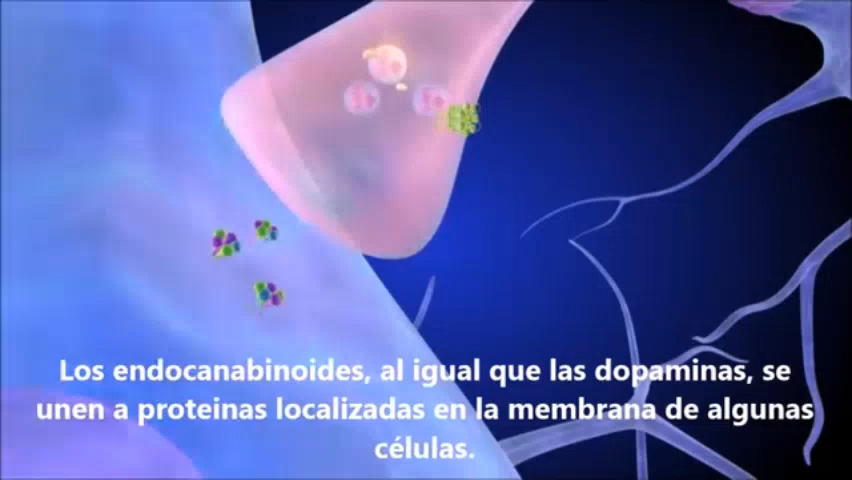 Los endocanabinoides, al igual que las dopaminas, se
unen a proteinas localizadas en la membrana de algunas
células.